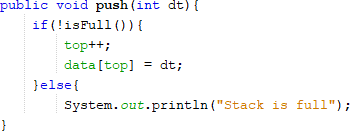 public void push(int dt){
    if(!isFull()){
        top++;
        data[top] = dt;
    }else{
        System.out.println("Stack is full");
}